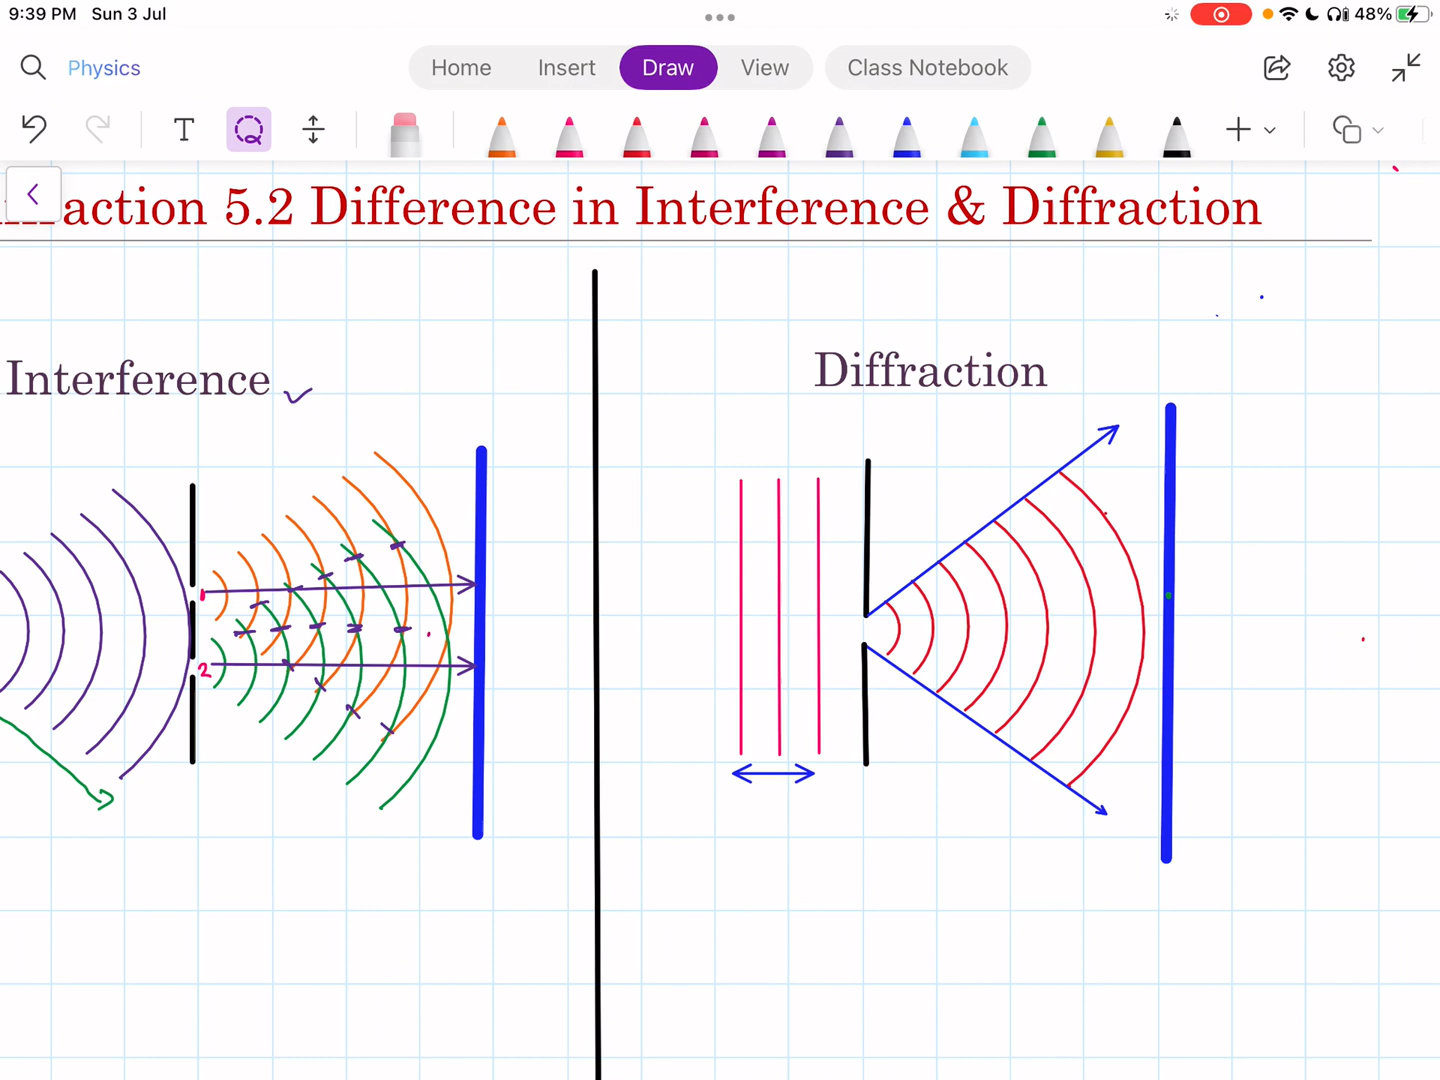 9:39 PM Sun 3 Jul
48%
Physics
Home
Insert
Draw
View
Class Notebook
T
action 5.2 Difference in Interference & Diffraction
Interference
Diffraction
1
2